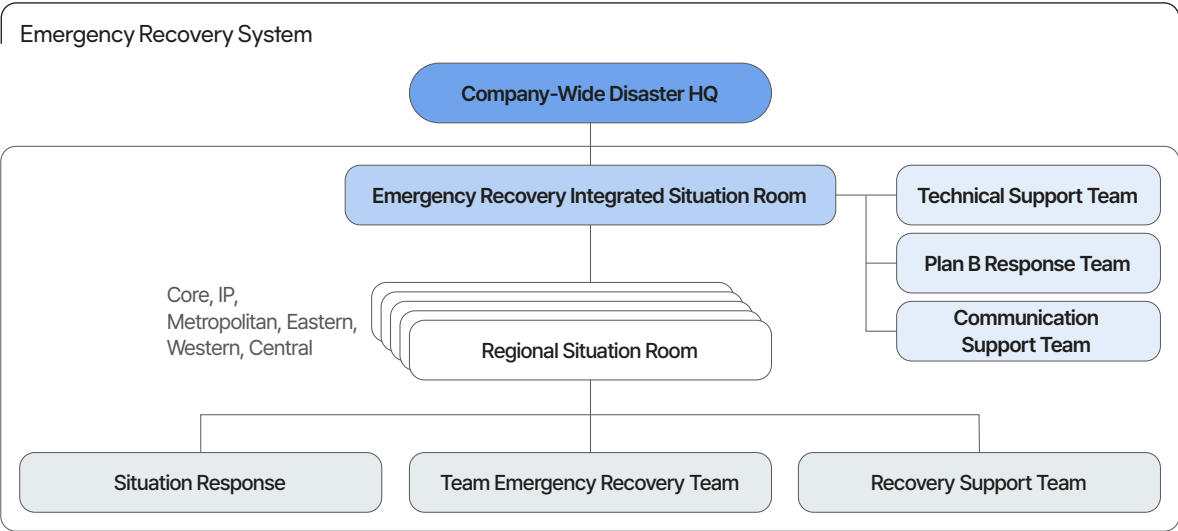 Emergency Recovery System
Company-Wide Disaster HQ
Emergency Recovery Integrated Situation Room
Technical Support Team
Plan B Response Team
Communication
Support Team
Core, IP,
Metropolitan, Eastern,
Western, Central
Regional Situation Room
Situation Response
Team Emergency Recovery Team
Recovery Support Team